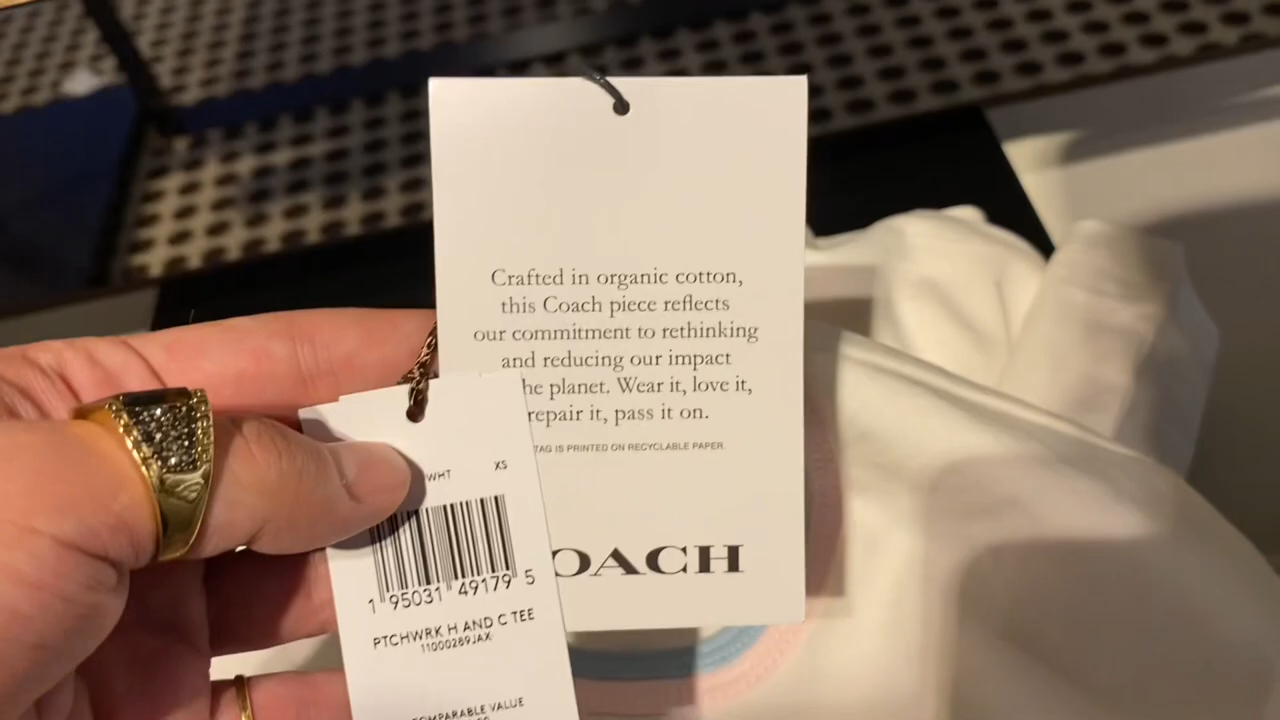 Crafted in organic cotton,
this Coach piece reflects
our commitment to rethinking
and reducing our impact
he planet. Wear it, love it,
repair it, pass it on.
TAG IS PRINTED ON RECYCLABLE PAPER.
OACH
WHT XS
1 95031 49179 5
PTCHWRK H AND C TEE
11000289JAX
COMPARABLE VALUE